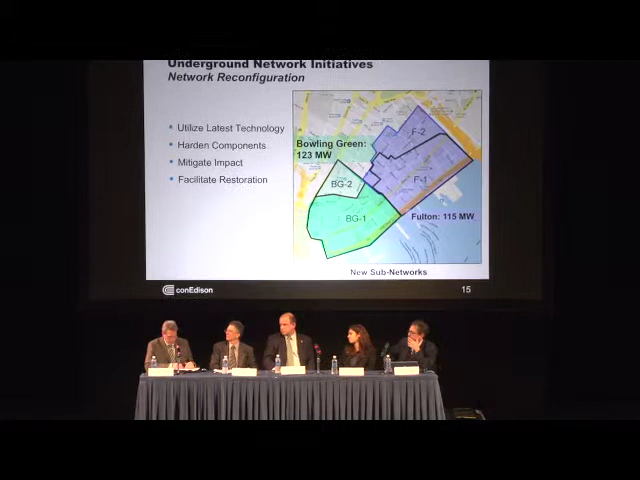 Underground Network Initiatives
Network Reconfiguration
• Utilize Latest Technology
• Harden Components
• Mitigate Impact
• Facilitate Restoration
Bowling Green:
123 MW
F-2
F-1
BG-2
BG-1
Fulton: 115 MW
New Sub-Networks
conEdison
15